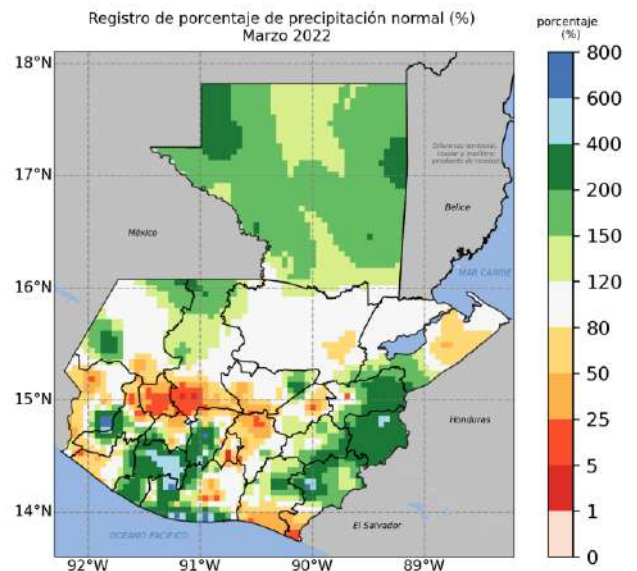 Registro de porcentaje de precipitación normal (%)
Marzo 2022
porcentaje
(%)
18°N
17°N
16°N
15°N
14°N
92°W
91°W
90°W
89°W
México
Belice
MAR CARIBE
Honduras
El Salvador
OCEANO PACIFICO
800
600
400
200
150
120
80
50
25
5
1
0